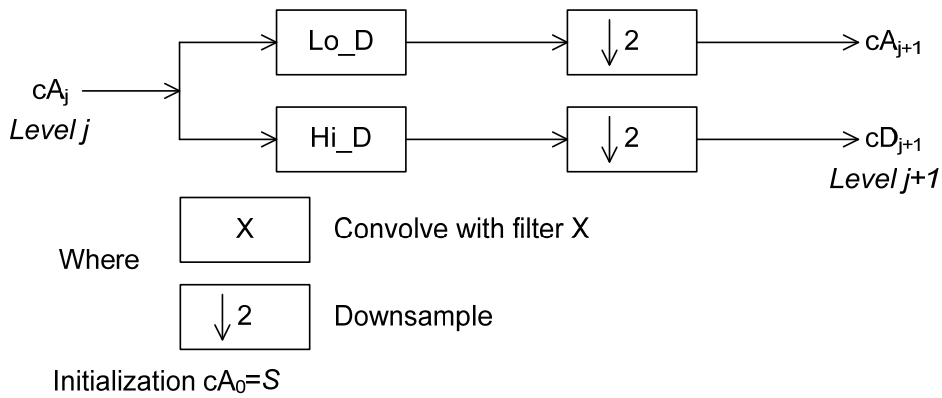 Lo_D
↓ 2
cA_{j+1}
cA_j
Level j
Hi_D
↓ 2
cD_{j+1}
Level j+1
X
Convolve with filter X
Where
↓ 2
Downsample
Initialization cA_0=S